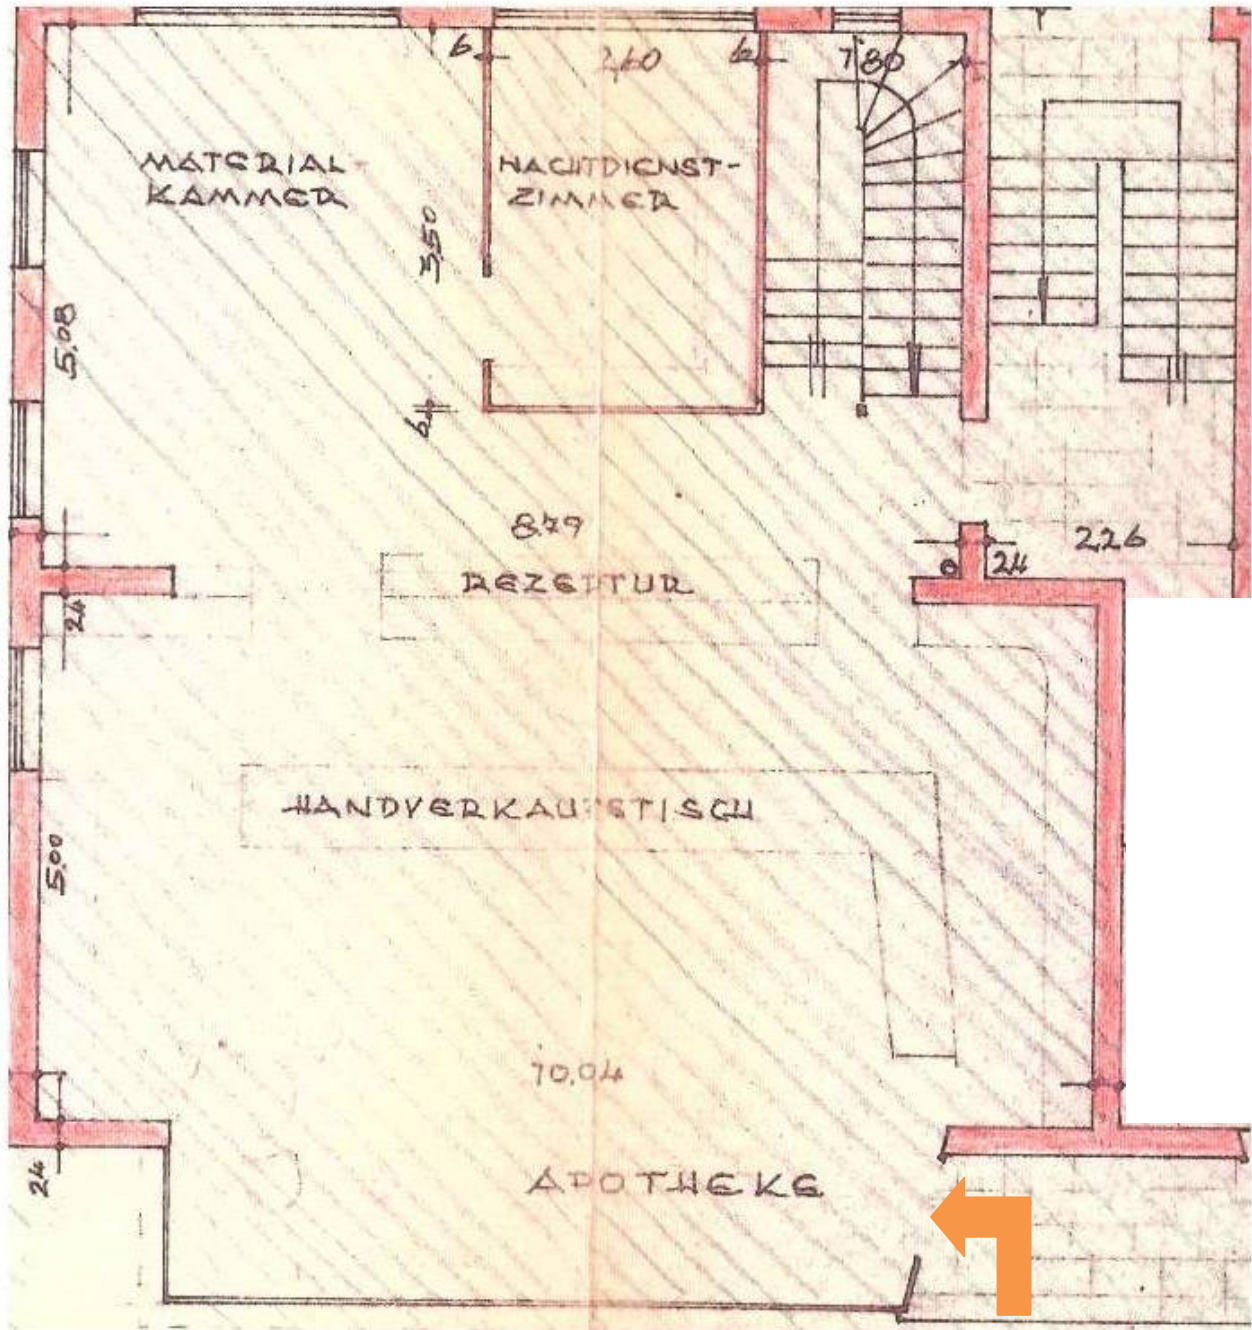 6
2,60
6
1,80
MATERIAL-
KAMMER
NACHTDIENST-
ZIMMER
3,50
5,08
6
8.79
REZEPTUR
24
2.26
24
HANDVERKAUFSTISCH
5.00
10.04
APOTHEKE
24